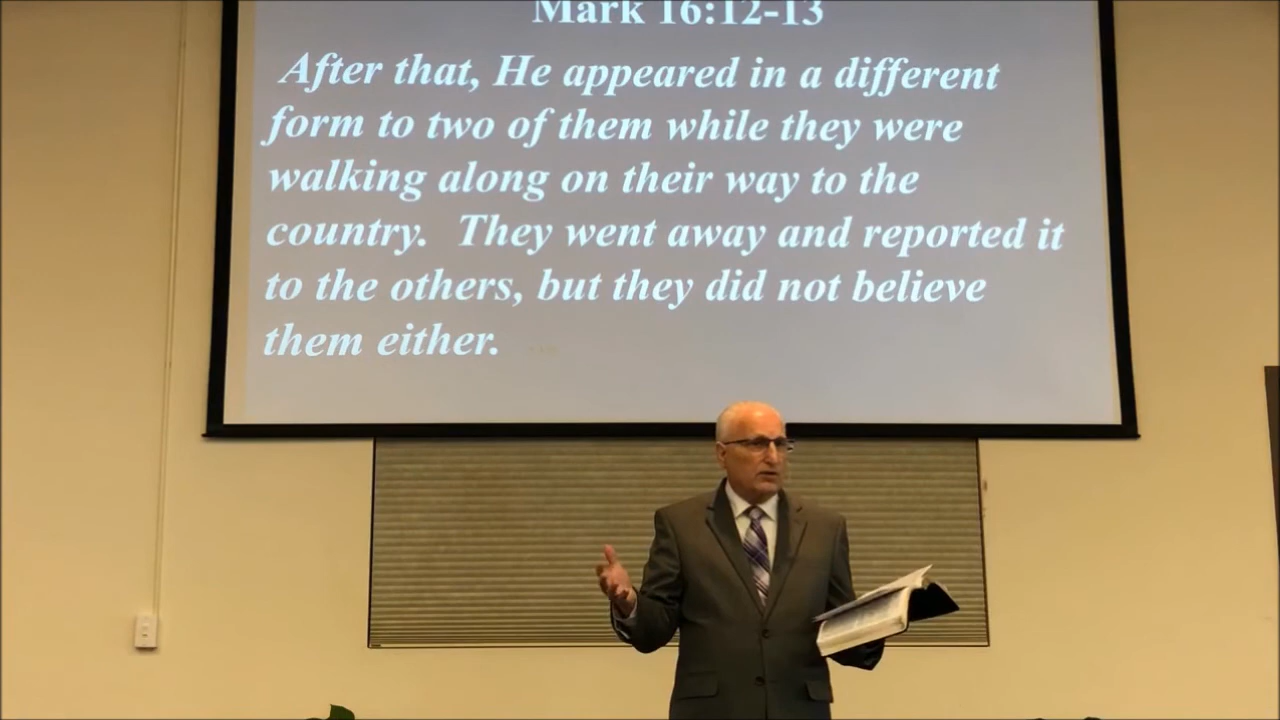 Mark 16:12-13
After that, He appeared in a different
form to two of them while they were
walking along on their way to the
country. They went away and reported it
to the others, but they did not believe
them either.